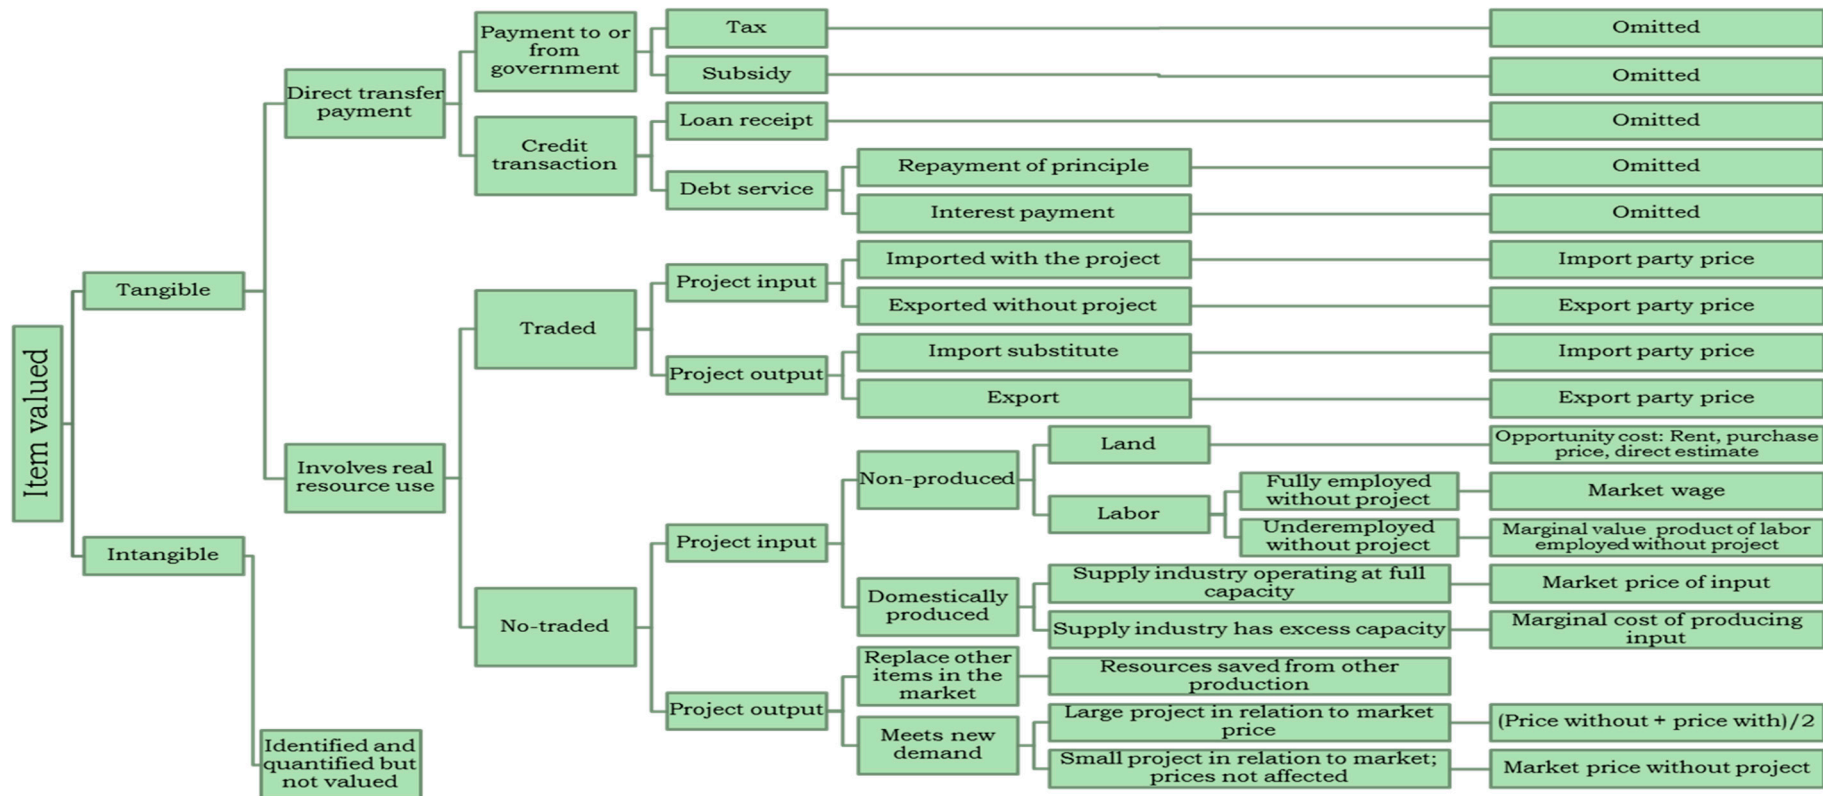 Item valued
Tangible
Intangible
Direct transfer
payment
Involves real
resource use
Identified and
quantified but
not valued
Payment to or
from
government
Credit
transaction
Traded
No-traded
Tax
Subsidy
Loan receipt
Debt service
Project input
Project output
Project input
Project output
Repayment of principle
Interest payment
Imported with the project
Exported without project
Import substitute
Export
Non-produced
Domestically
produced
Replace other
items in the
market
Meets new
demand
Land
Labor
Fully employed
without project
Underemployed
without project
Supply industry operating at full
capacity
Supply industry has excess capacity
Resources saved from other
production
Large project in relation to market
price
Small project in relation to market;
prices not affected
Omitted
Omitted
Omitted
Omitted
Omitted
Import party price
Export party price
Import party price
Export party price
Opportunity cost: Rent, purchase
price, direct estimate
Market wage
Marginal value product of labor
employed without project
Market price of input
Marginal cost of producing
input
(Price without + price with)/2
Market price without project